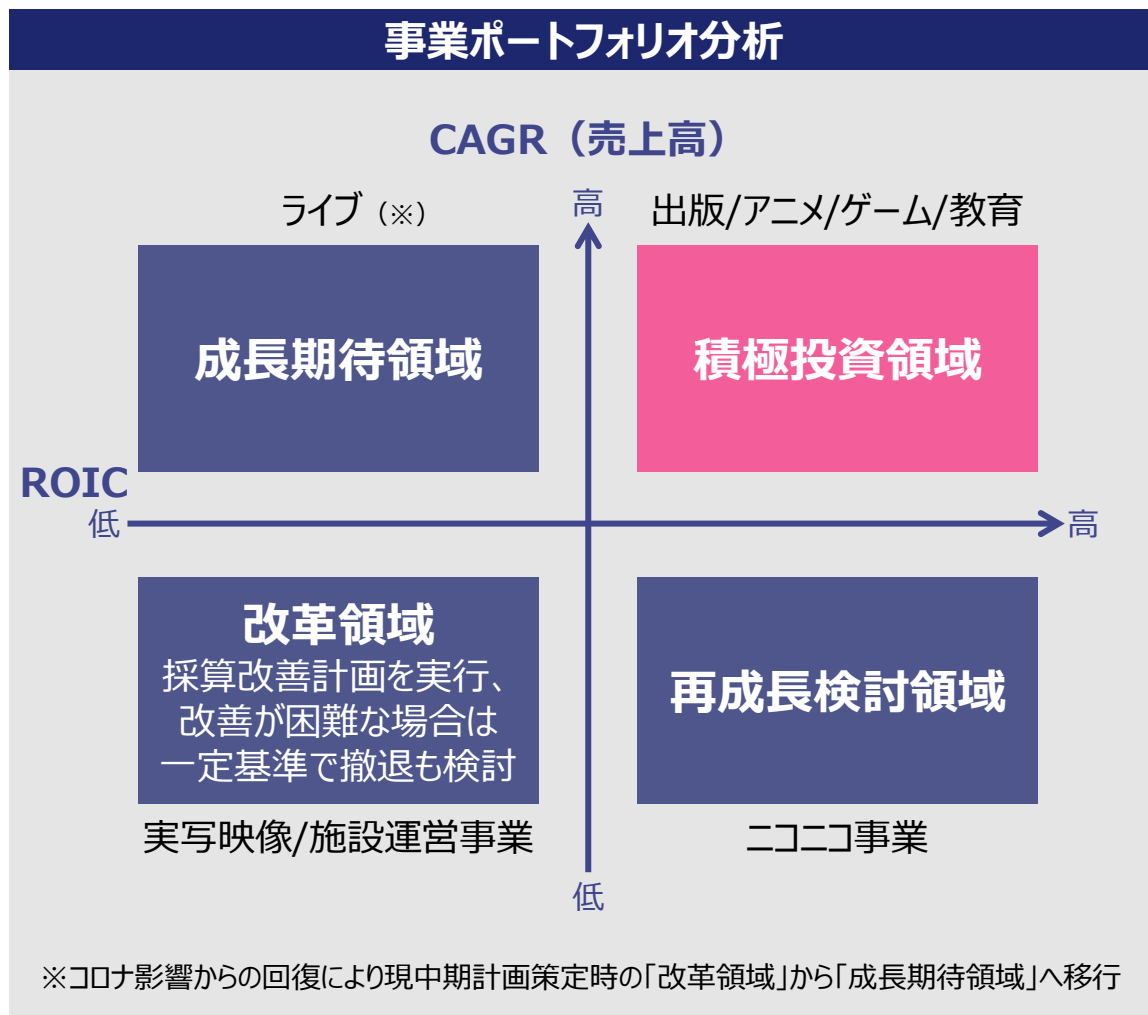 事業ポートフォリオ分析
CAGR（売上高）
ライブ（※）
高
出版/アニメ/ゲーム/教育
成長期待領域
積極投資領域
ROIC
低
高
改革領域
採算改善計画を実行、
改善が困難な場合は
一定基準で撤退も検討
再成長検討領域
実写映像/施設運営事業
ニコニコ事業
低
※コロナ影響からの回復により現中期計画策定時の「改革領域」から「成長期待領域」へ移行